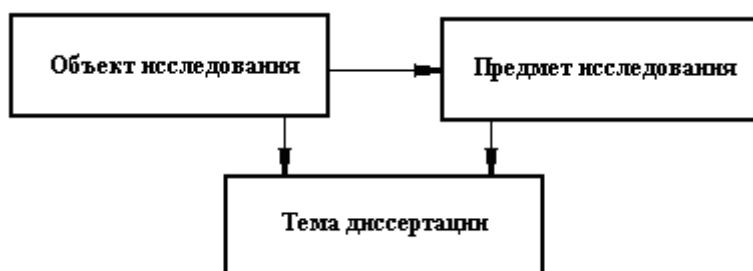 Объект исследования
Предмет исследования
Тема диссертации